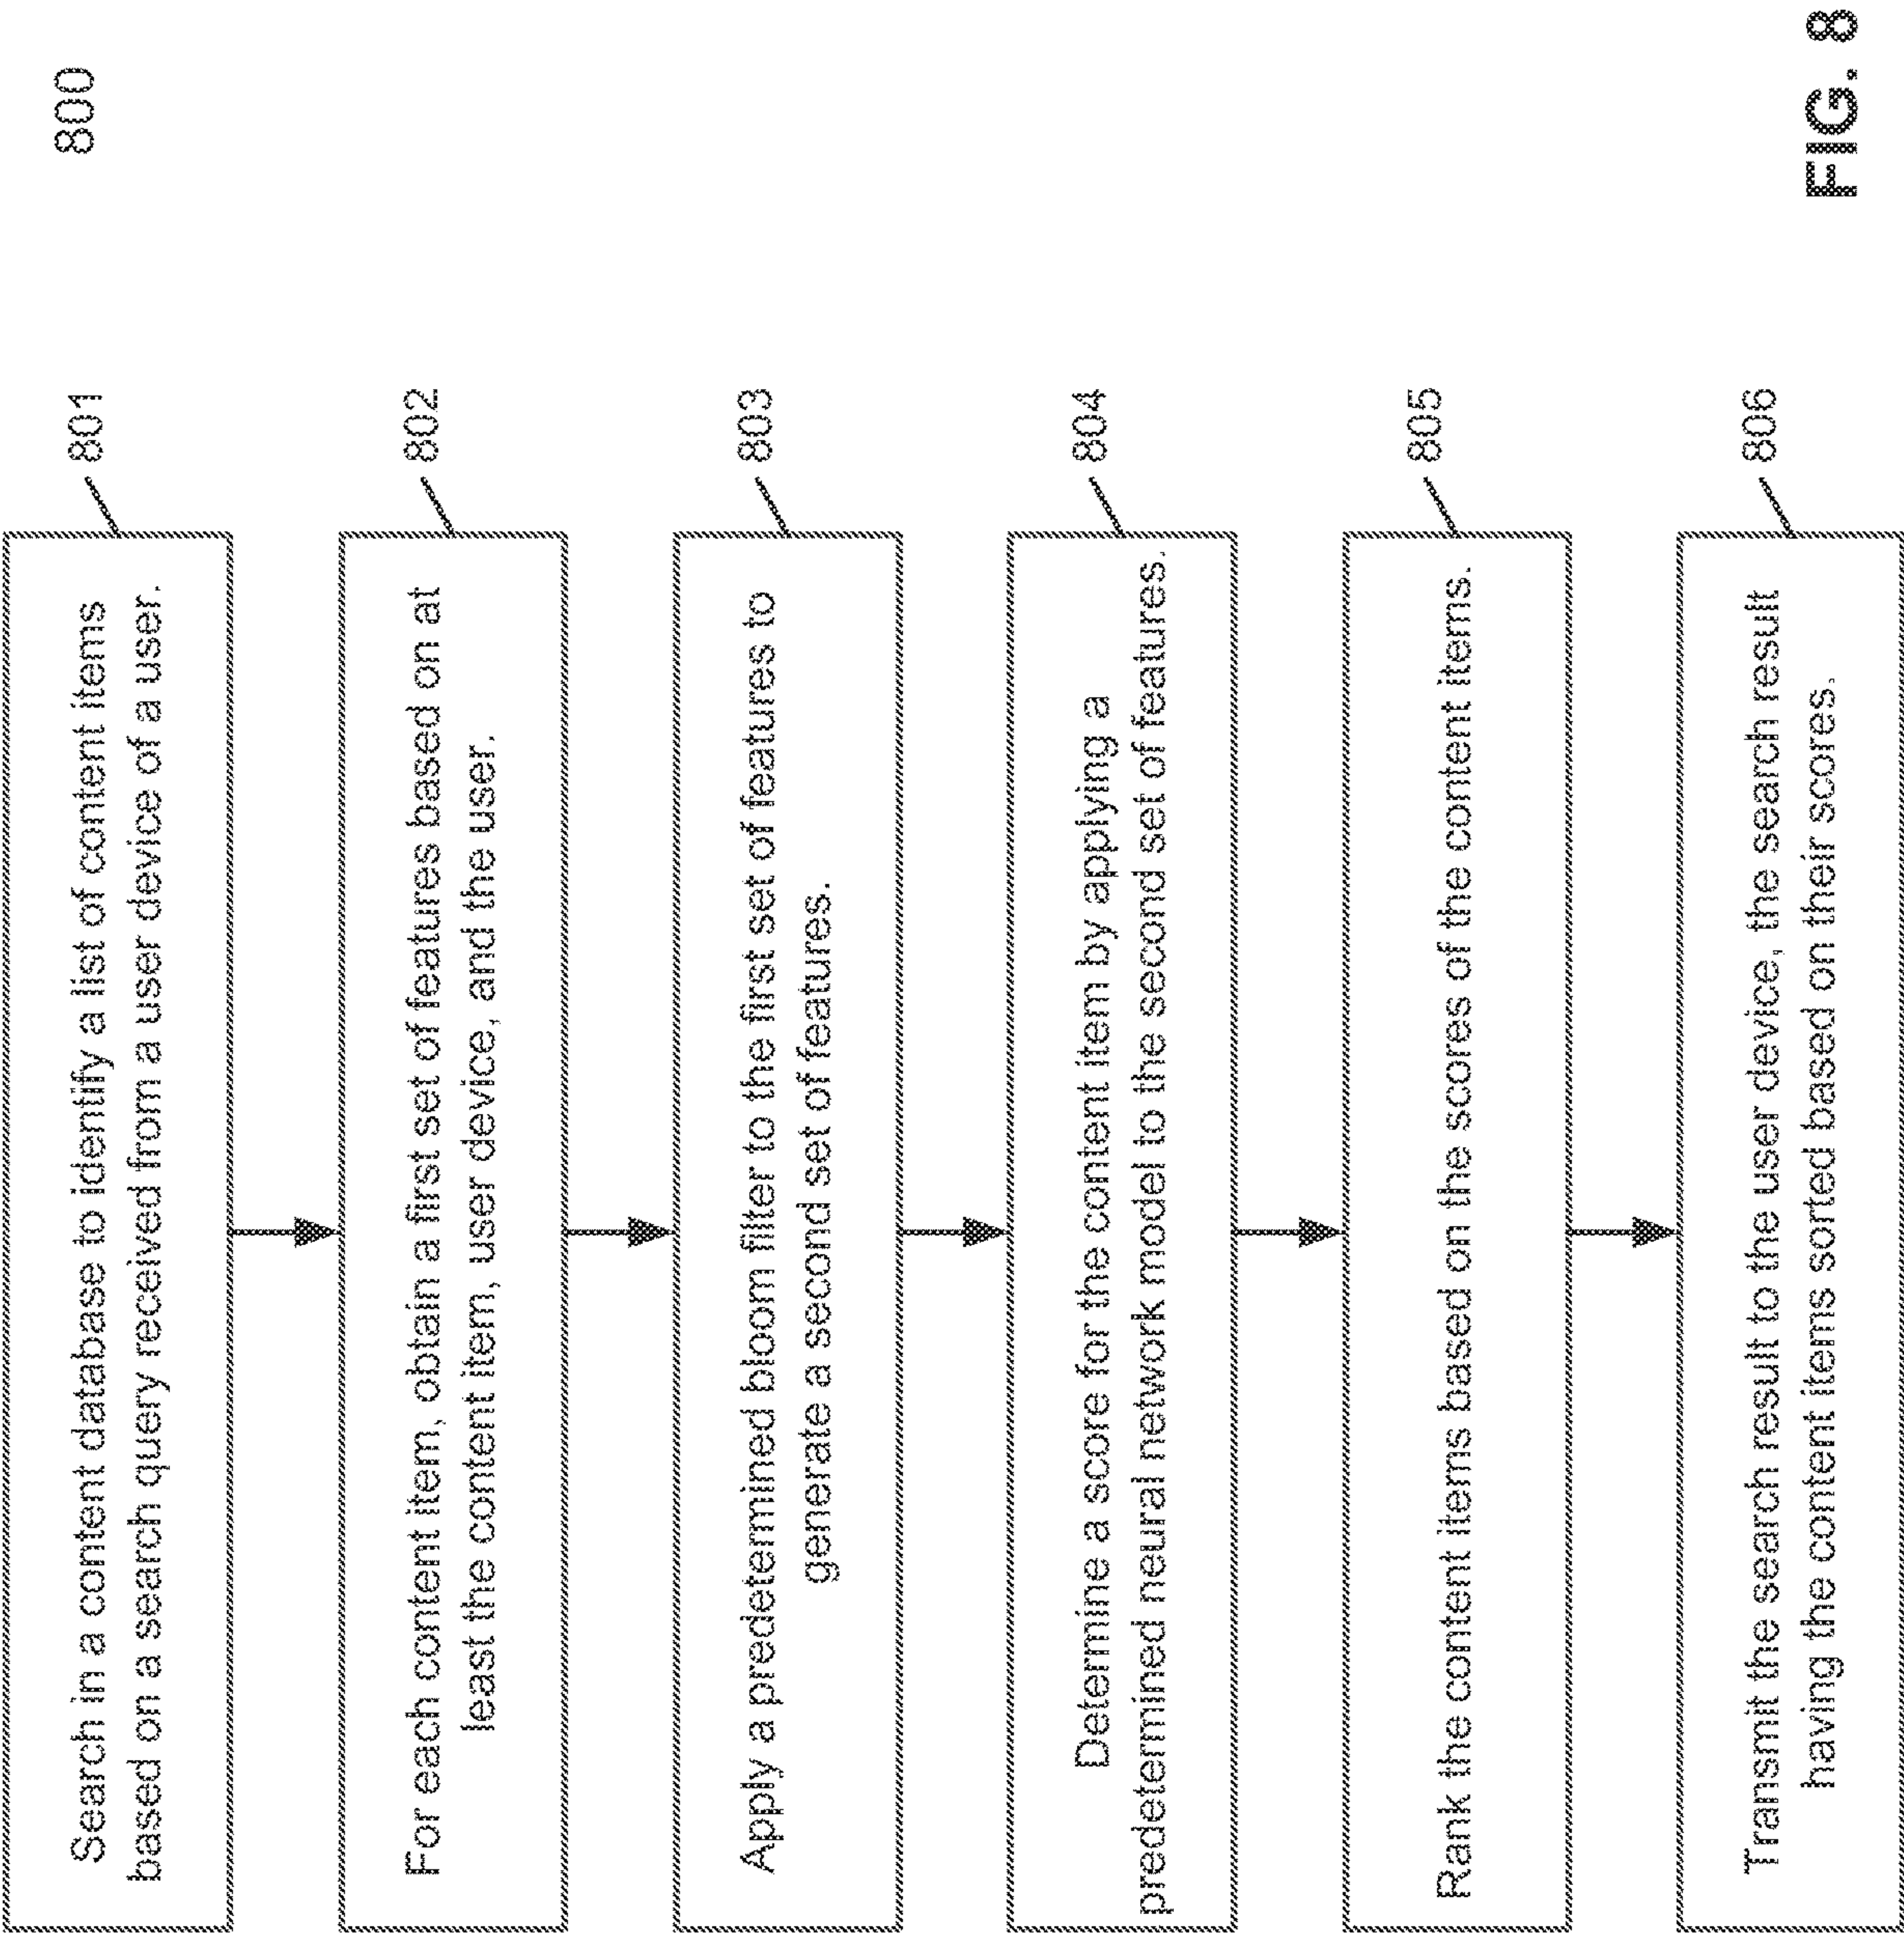 800
Search in a content database to identify a list of content items
based on a search query received from a user device of a user.
801
For each content item, obtain a first set of features based on at
least the content item, user device, and the user.
802
Apply a predetermined bloom filter to the first set of features to
generate a second set of features.
803
Determine a score for the content item by applying a
predetermined neural network model to the second set of features.
804
Rank the content items based on the scores of the content items.
805
Transmit the search result to the user device, the search result
having the content items sorted based on their scores.
806
FIG. 8